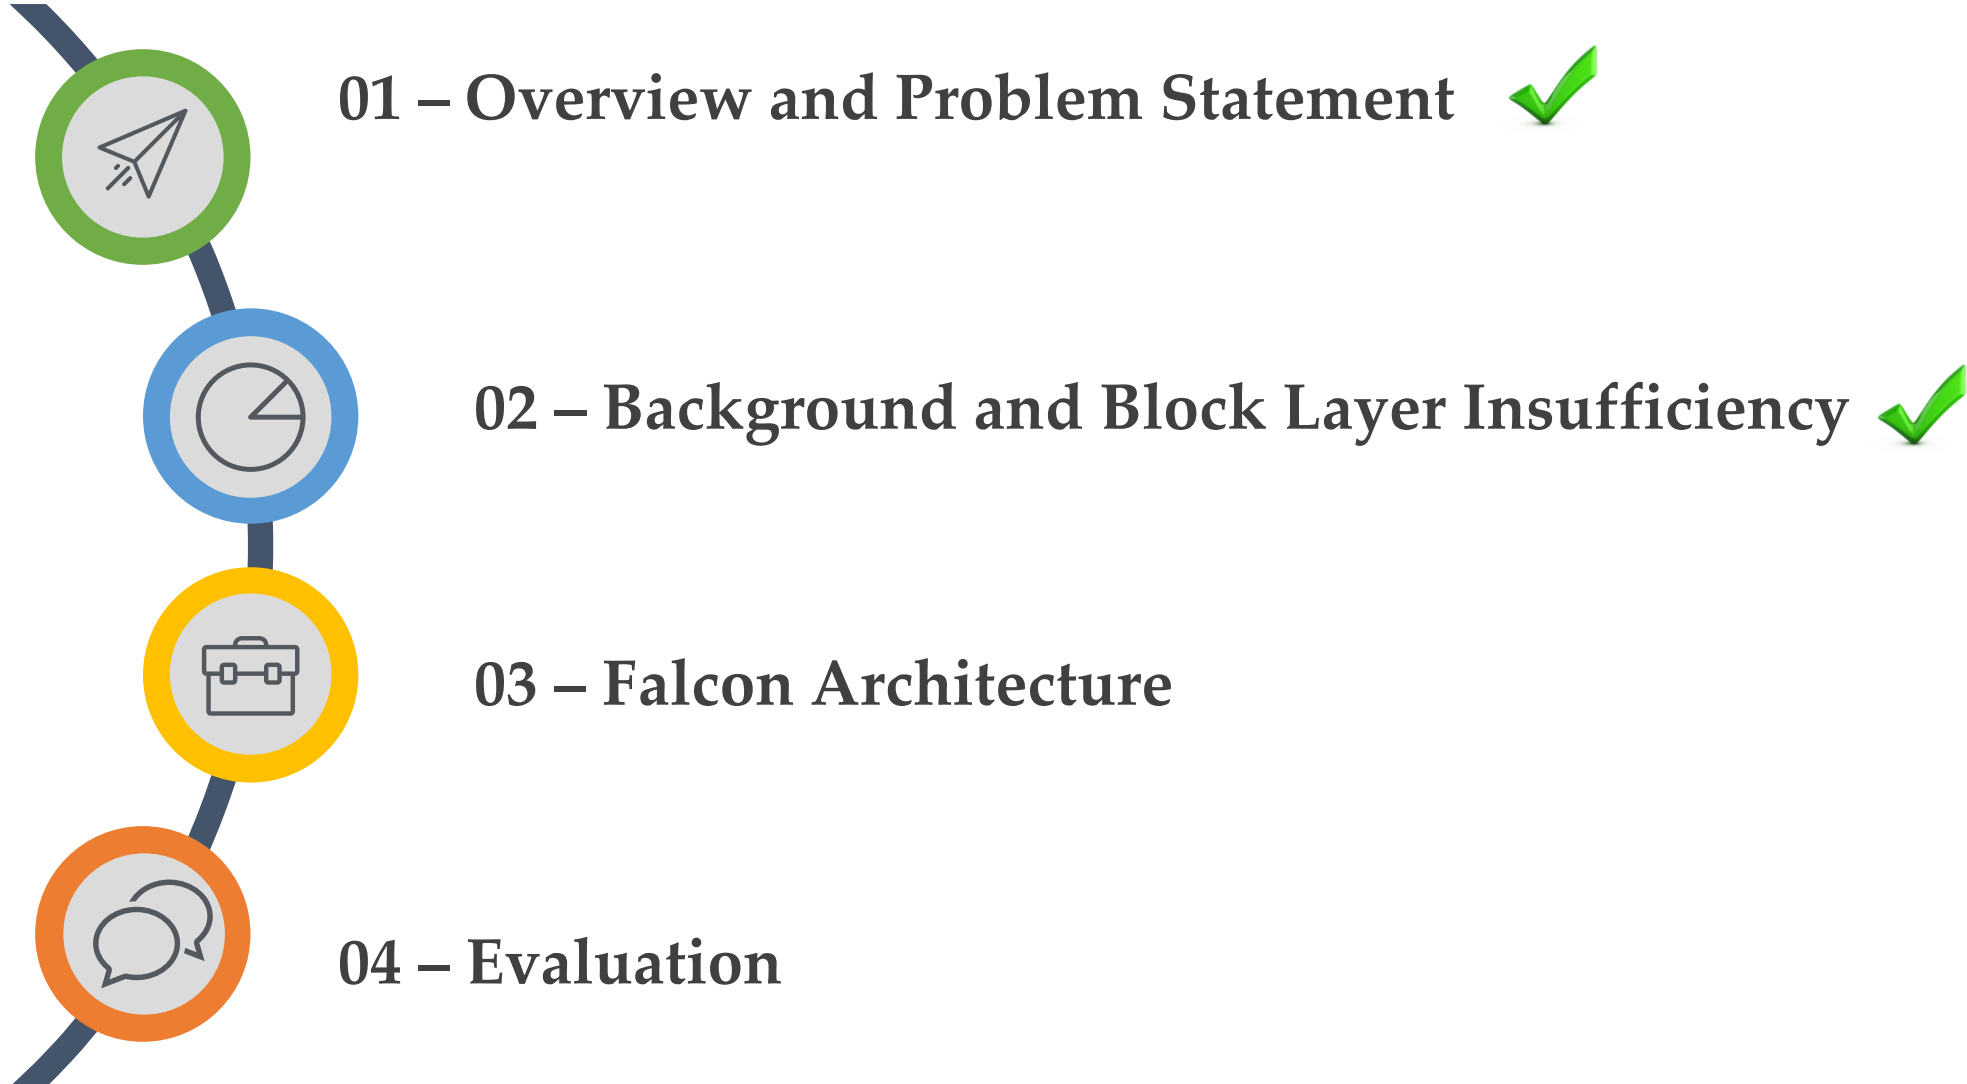 01 – Overview and Problem Statement
02 – Background and Block Layer Insufficiency
03 – Falcon Architecture
04 – Evaluation